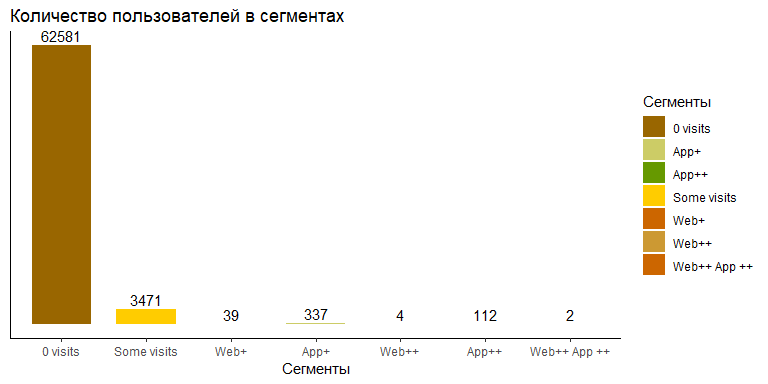 Количество пользователей в сегментах
62581
3471
39
337
4
112
2
0 visits
Some visits
Web+
App+
Web++
App++
Web++ App ++
Сегменты
Сегменты
0 visits
App+
App++
Some visits
Web+
Web++
Web++ App ++